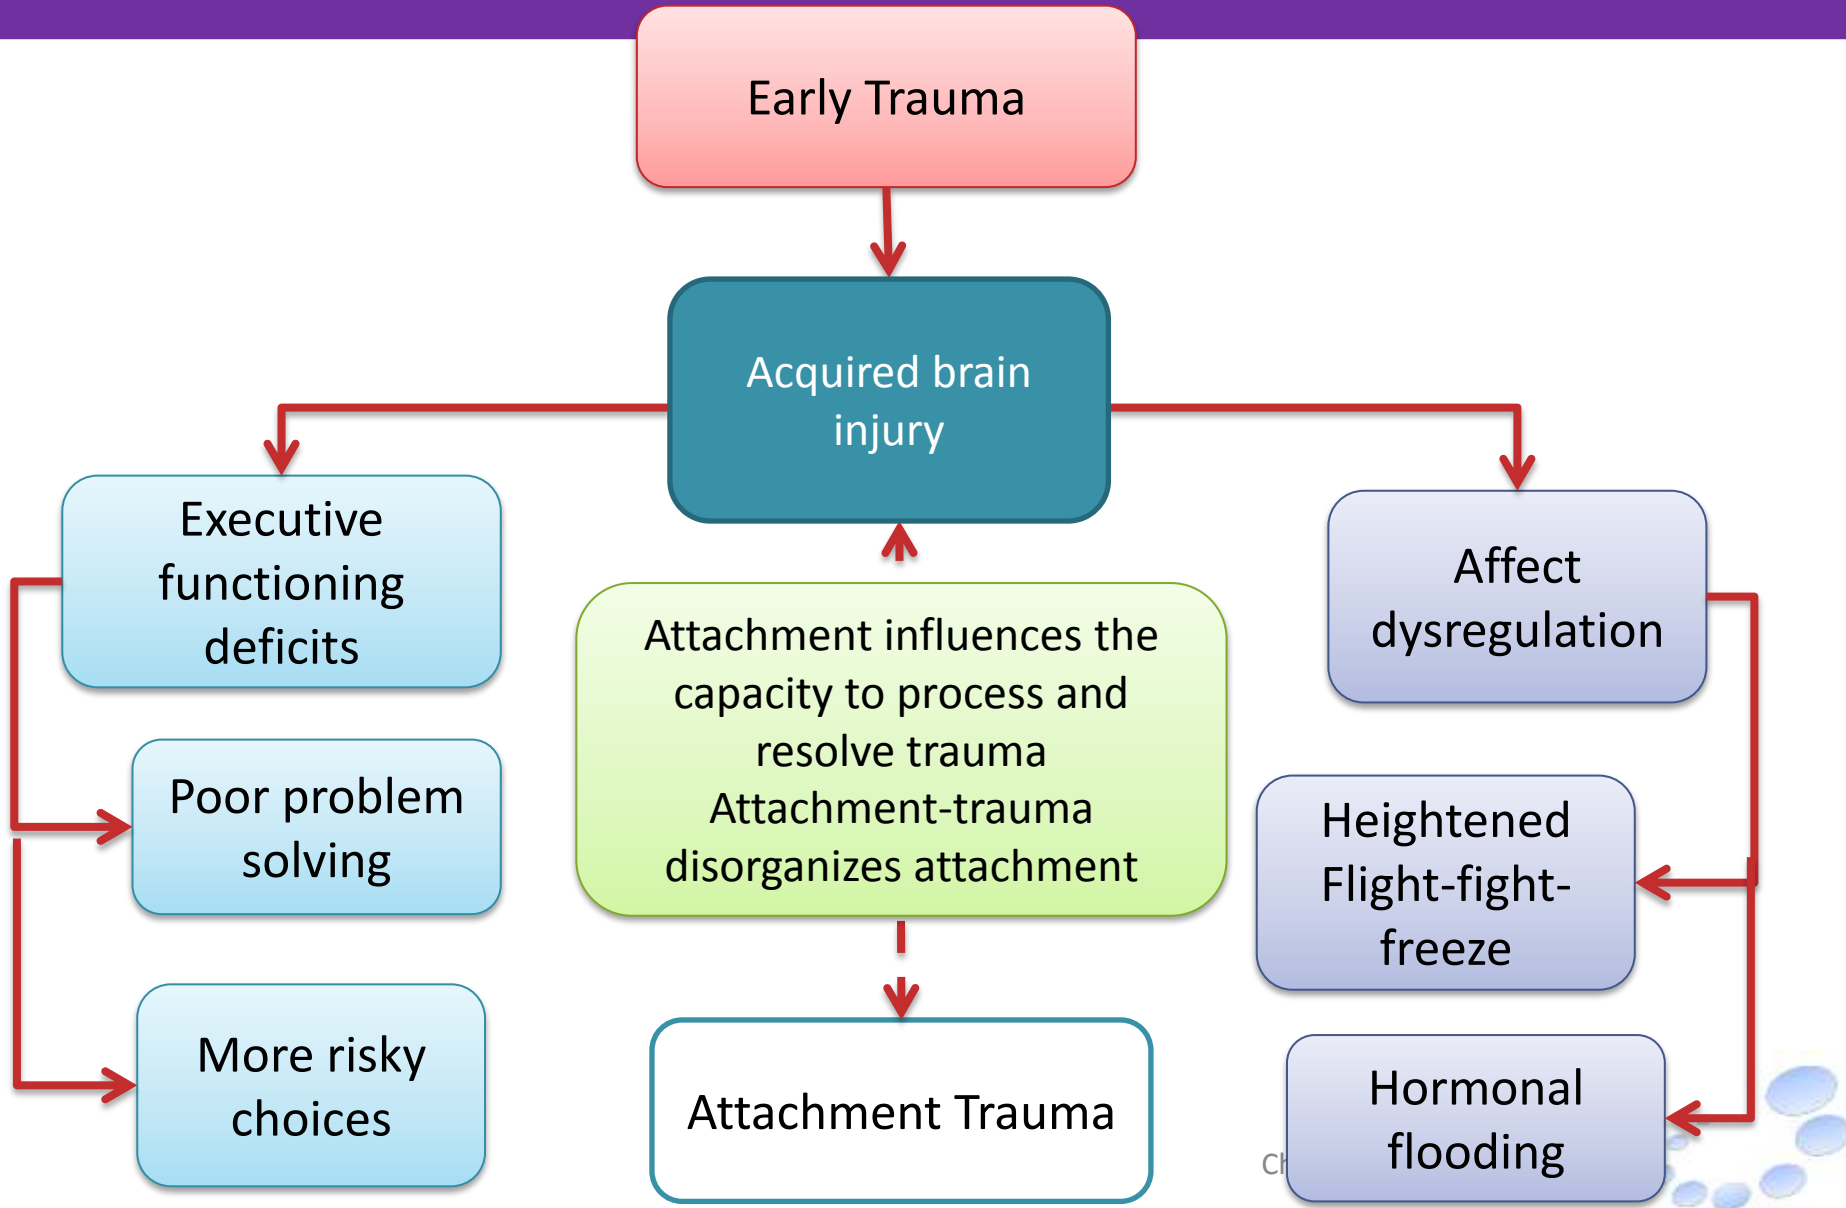 Early Trauma
Acquired brain
injury
Executive
functioning
deficits
Poor problem
solving
More risky
choices
Attachment influences the
capacity to process and
resolve trauma
Attachment-trauma
disorganizes attachment
Attachment Trauma
Affect
dysregulation
Heightened
Flight-fight-
freeze
Hormonal
flooding